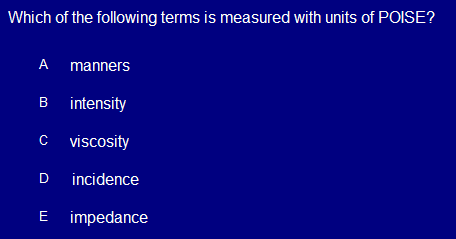 Which of the following terms is measured with units of POISE?
A manners
B intensity
C viscosity
D incidence
E impedance